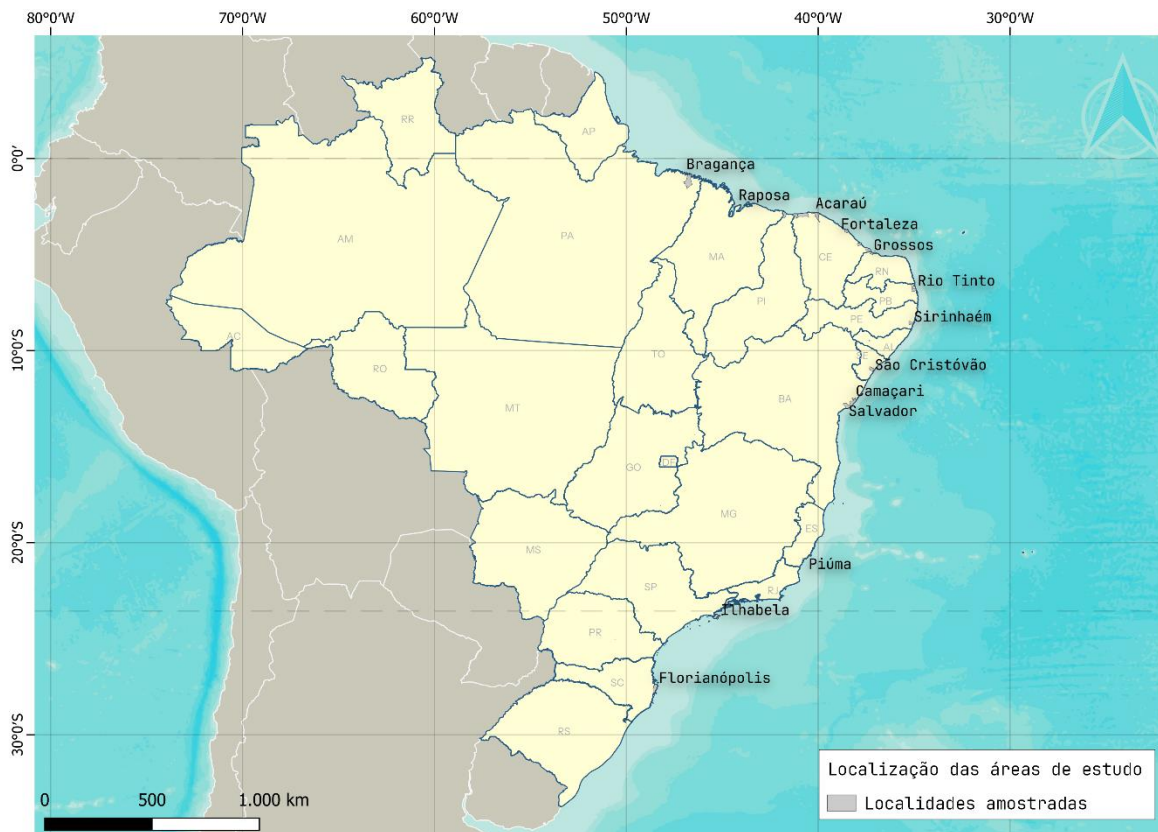 80°0'W 70°0'W 60°0'W 50°0'W 40°0'W 30°0'W
RR
AP
0°0'
Bragança
Raposa
Acaraú
Fortaleza
AM
PA
MA
CE
Grossos
RN
Rio Tinto
PI
PB
PE
Sirinhaém
AC
AL
10°0'S
TO
SE
São Cristóvão
RO
Camaçari
BA
MT
Salvador
GO
DF
MG
ES
20°0'S
MS
Piúma
SP
RJ
Ilhabela
PR
SC
Florianópolis
30°0'S
RS
Localização das áreas de estudo
Localidades amostradas
0 500 1.000 km